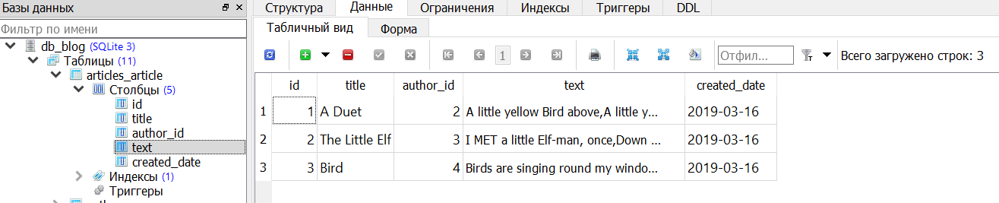 Базы данных
Фильтр по имени
db_blog (SQLite 3)
Таблицы (11)
articles_article
Столбцы (5)
id
title
author_id
text
created_date
Индексы (1)
Триггеры
Структура Данные Ограничения Индексы Триггеры DDL
Табличный вид Форма
1 Отфил... Всего загружено строк: 3
id title author_id text created_date
1 1 A Duet 2 A little yellow Bird above,A little y... 2019-03-16
2 2 The Little Elf 3 I MET a little Elf-man, once,Down ... 2019-03-16
3 3 Bird 4 Birds are singing round my windo... 2019-03-16